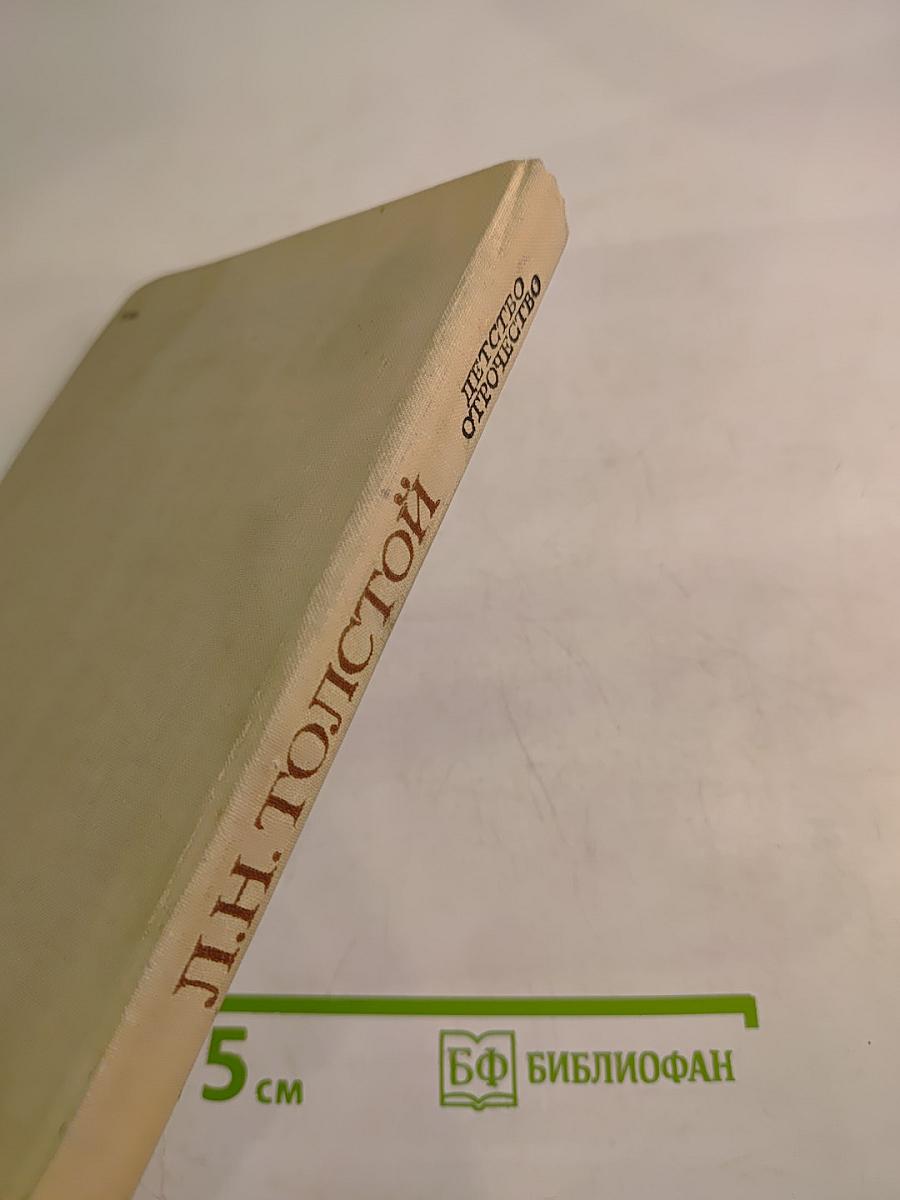 Л.Н. ТОЛСТОЙ
ДЕТСТВО
ОТРОЧЕСТВО
5 см
БФ БИБЛИОФАН